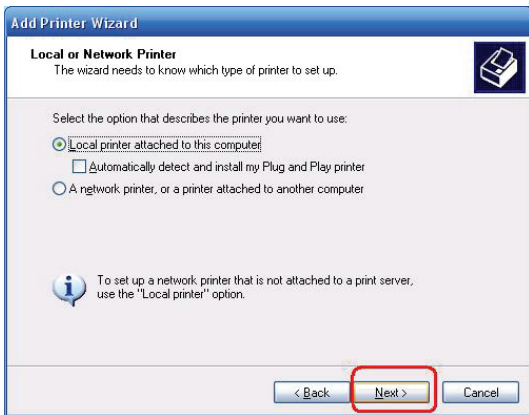 Add Printer Wizard
Local or Network Printer
The wizard needs to know which type of printer to set up.
Select the option that describes the printer you want to use:
Local printer attached to this computer
Automatically detect and install my Plug and Play printer
A network printer, or a printer attached to another computer
To set up a network printer that is not attached to a print server,
use the "Local printer" option.
< Back Next > Cancel